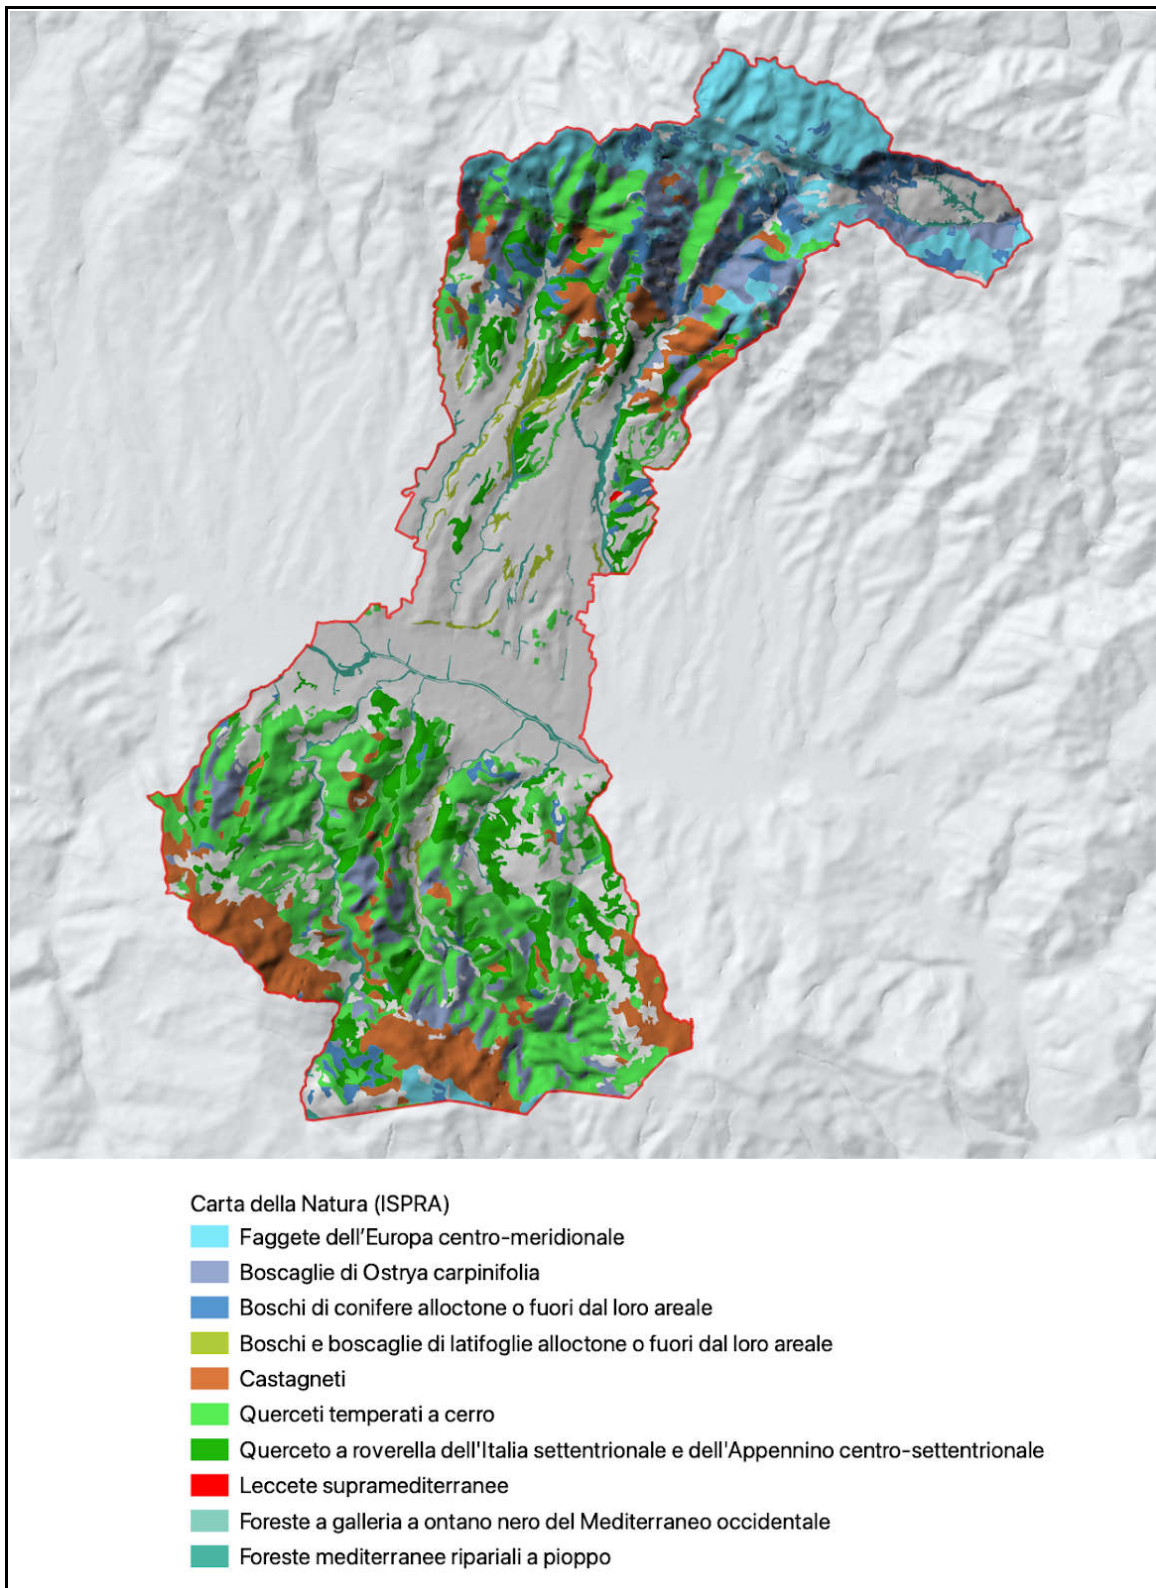 Carta della Natura (ISPRA)
Faggete dell'Europa centro-meridionale
Boscaglie di Ostrya carpinifolia
Boschi di conifere alloctone o fuori dal loro areale
Boschi e boscaglie di latifoglie alloctone o fuori dal loro areale
Castagneti
Querceti temperati a cerro
Querceto a roverella dell'Italia settentrionale e dell'Appennino centro-settentrionale
Leccete supramediterranee
Foreste a galleria a ontano nero del Mediterraneo occidentale
Foreste mediterranee ripariali a pioppo